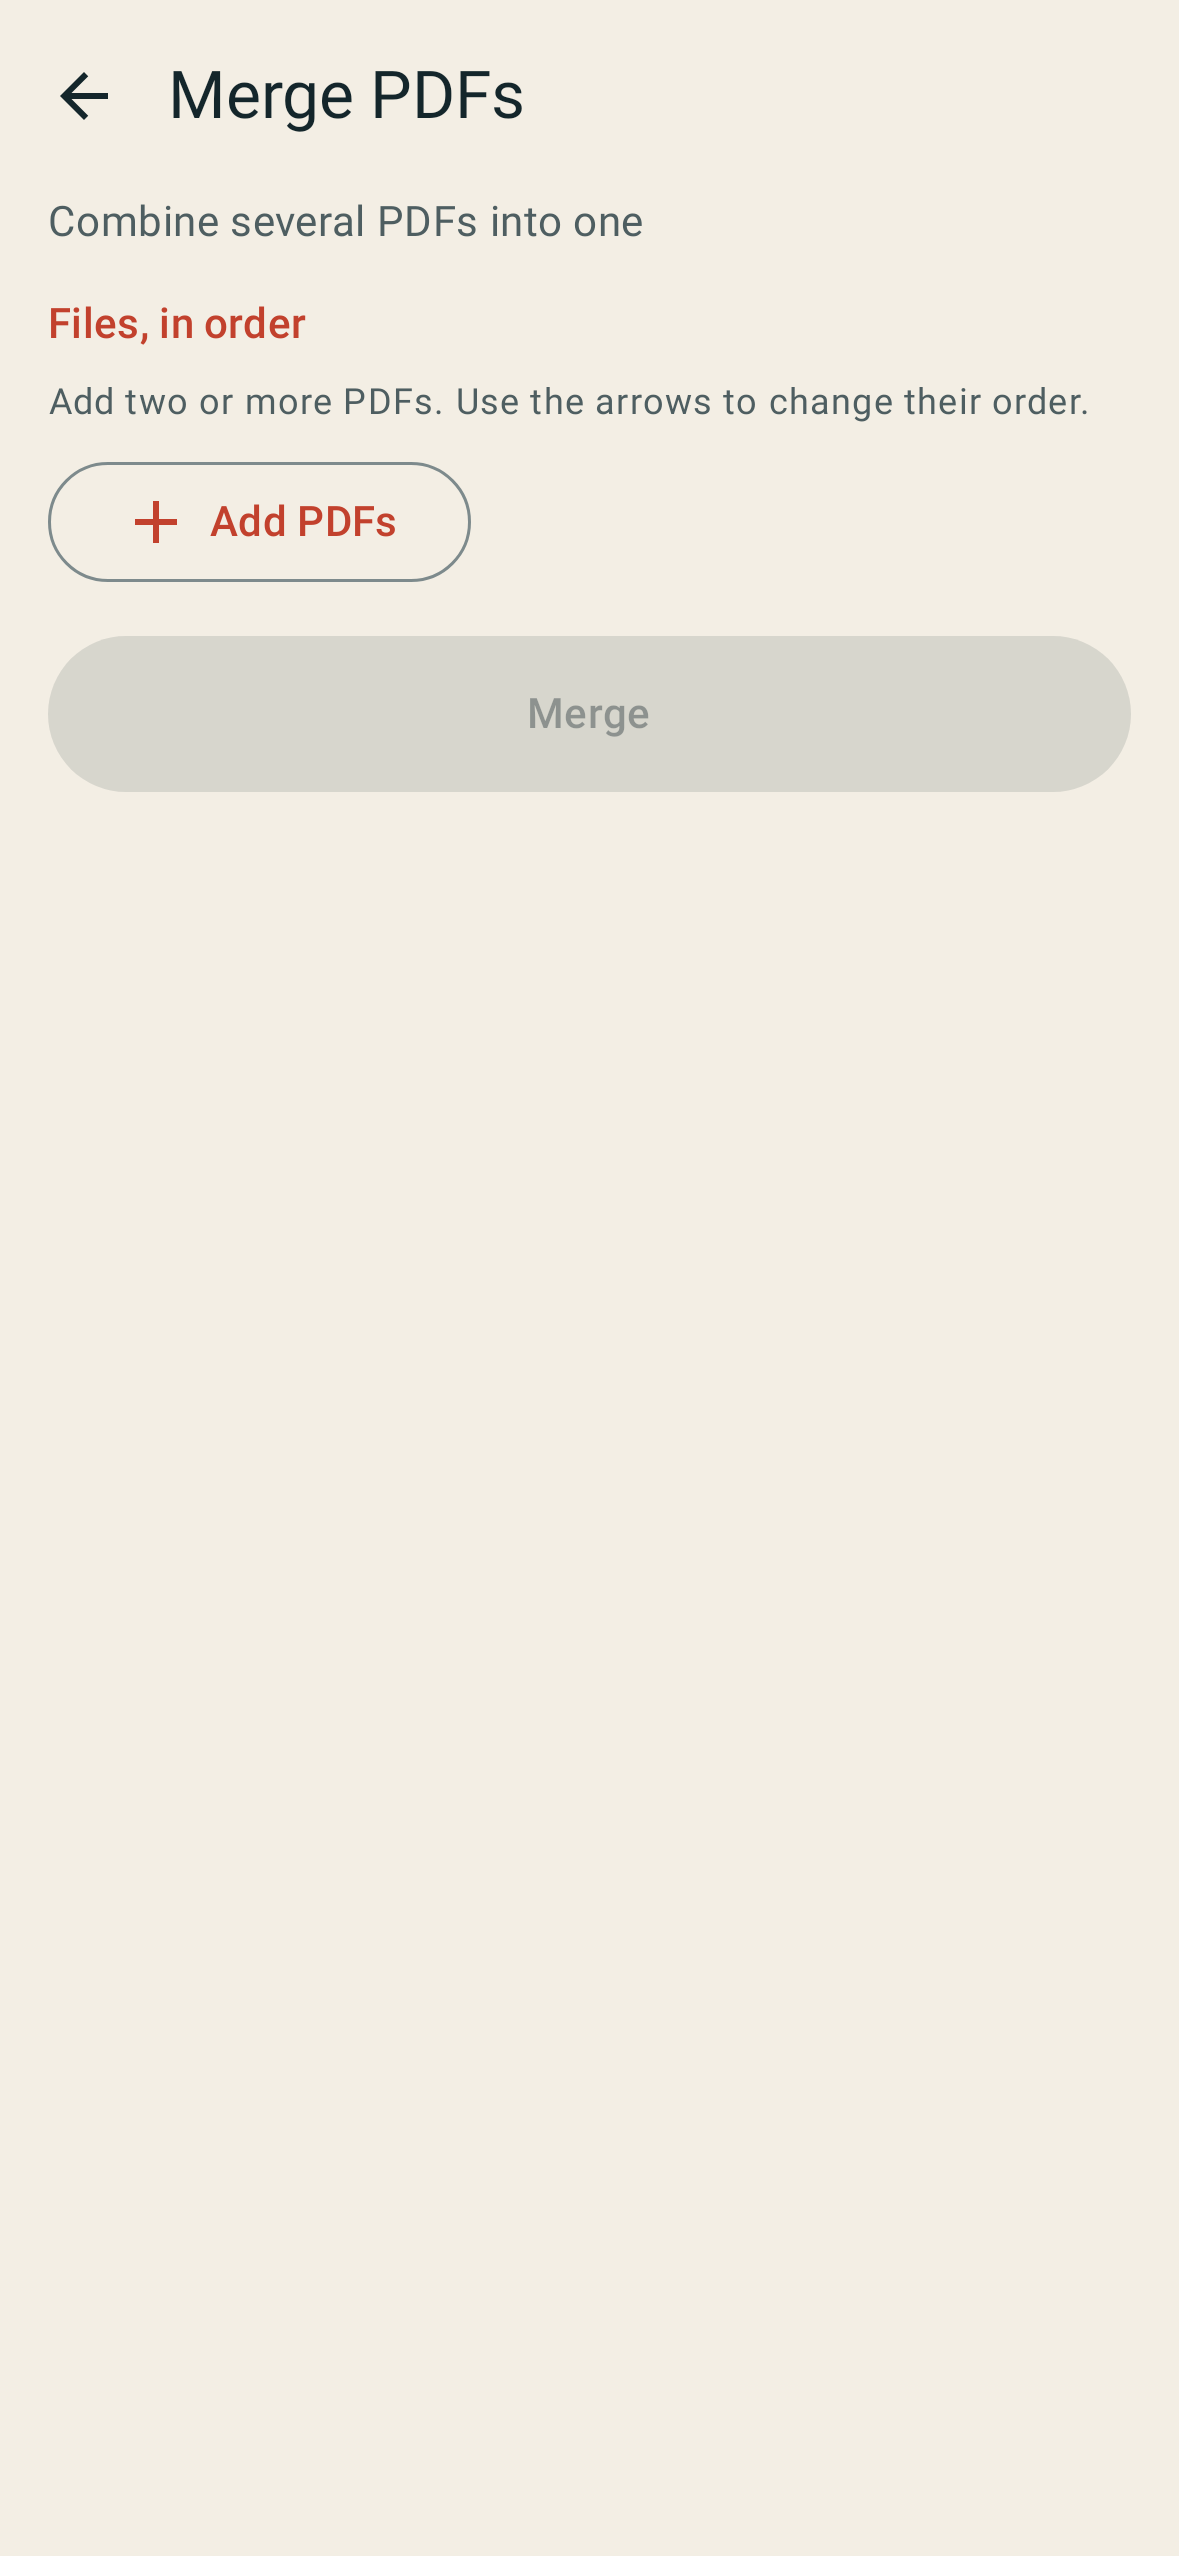 Merge PDFs
Combine several PDFs into one
Files, in order
Add two or more PDFs. Use the arrows to change their order.
Add PDFs
Merge